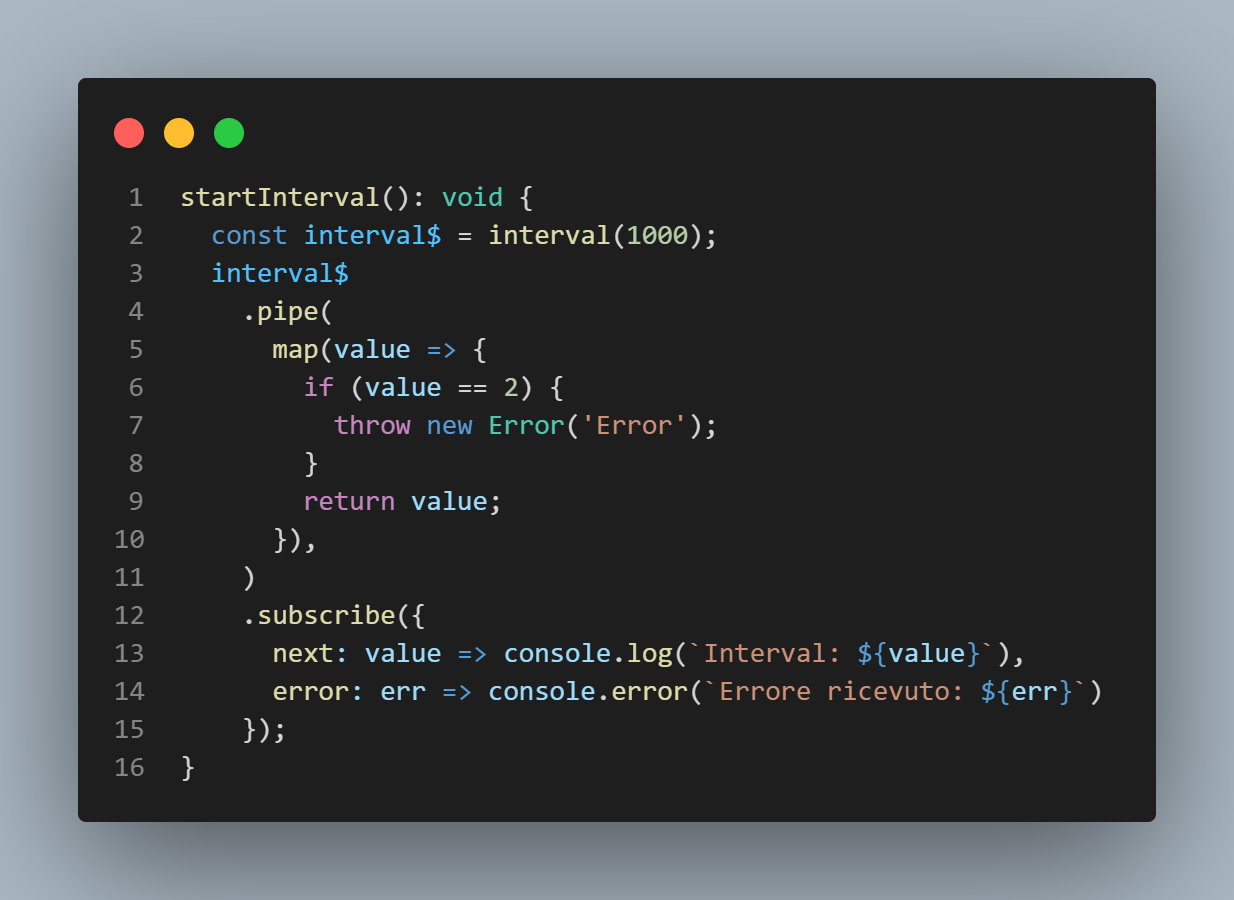 1 startInterval(): void {
2   const interval$ = interval(1000);
3   interval$
4     .pipe(
5       map(value => {
6         if (value == 2) {
7           throw new Error('Error');
8         }
9         return value;
10       }),
11     )
12     .subscribe({
13       next: value => console.log(`Interval: ${value}`),
14       error: err => console.error(`Errore ricevuto: ${err}`)
15     });
16 }